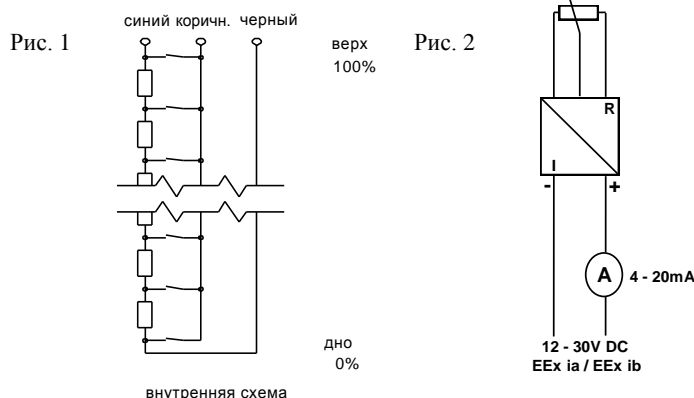 Рис. 1
синий коричн. черный
верх
100%
дно
0%
внутренняя схема
Рис. 2
R
I
- +
A 4 - 20mA
12 - 30V DC
EEx ia / EEx ib